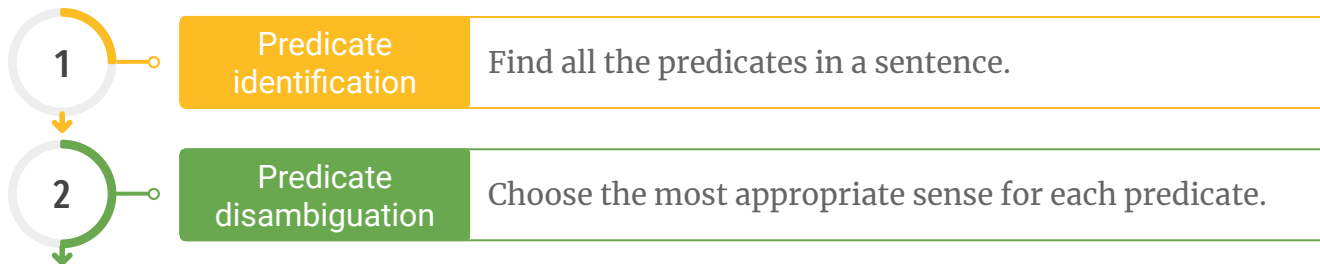 1
Predicate
identification
Find all the predicates in a sentence.
2
Predicate
disambiguation
Choose the most appropriate sense for each predicate.